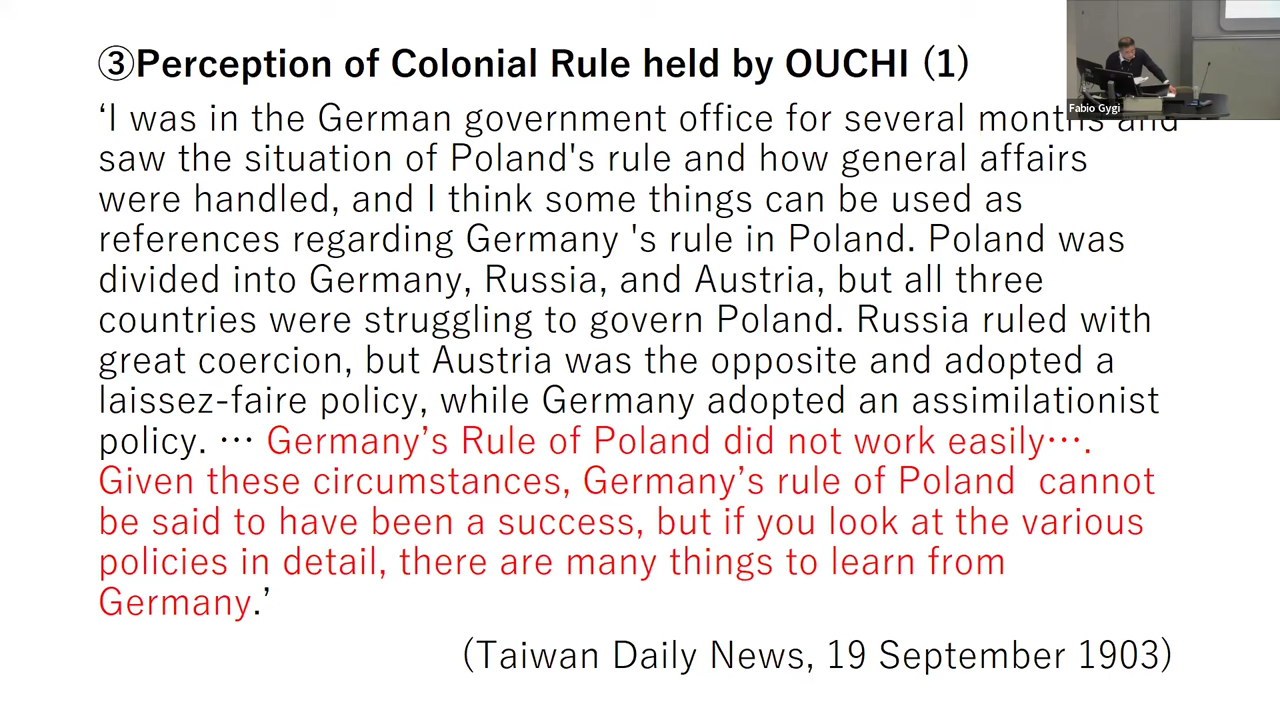 ③Perception of Colonial Rule held by OUCHI (1)
Fabio Gygi
‘I was in the German government office for several months and
saw the situation of Poland's rule and how general affairs
were handled, and I think some things can be used as
references regarding Germany 's rule in Poland. Poland was
divided into Germany, Russia, and Austria, but all three
countries were struggling to govern Poland. Russia ruled with
great coercion, but Austria was the opposite and adopted a
laissez-faire policy, while Germany adopted an assimilationist
policy. … Germany’s Rule of Poland did not work easily….
Given these circumstances, Germany’s rule of Poland  cannot
be said to have been a success, but if you look at the various
policies in detail, there are many things to learn from
Germany.’
(Taiwan Daily News, 19 September 1903)